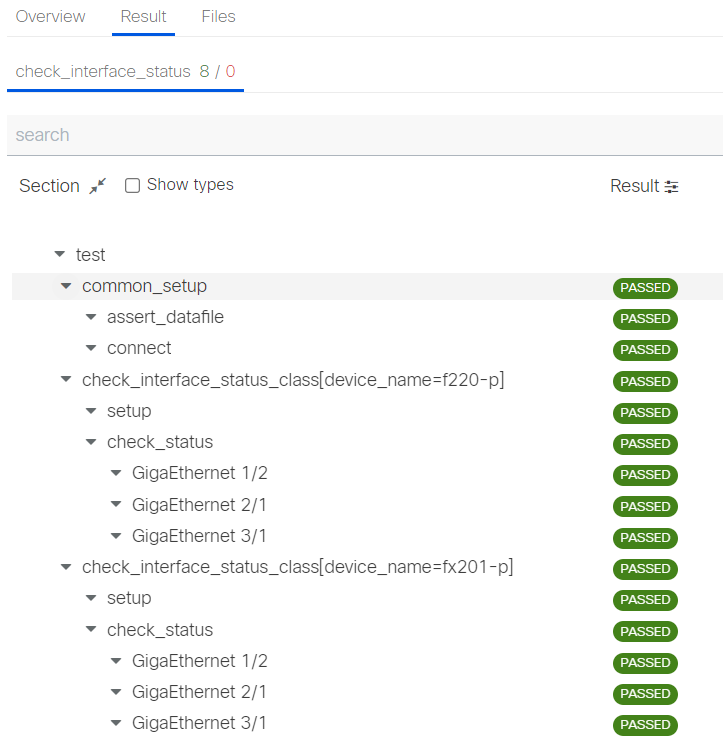 Overview Result Files
check_interface_status 8 / 0
search
Section Show types Result
test
common_setup PASSED
assert_datafile PASSED
connect PASSED
check_interface_status_class[device_name=f220-p] PASSED
setup PASSED
check_status PASSED
GigaEthernet 1/2 PASSED
GigaEthernet 2/1 PASSED
GigaEthernet 3/1 PASSED
check_interface_status_class[device_name=fx201-p] PASSED
setup PASSED
check_status PASSED
GigaEthernet 1/2 PASSED
GigaEthernet 2/1 PASSED
GigaEthernet 3/1 PASSED